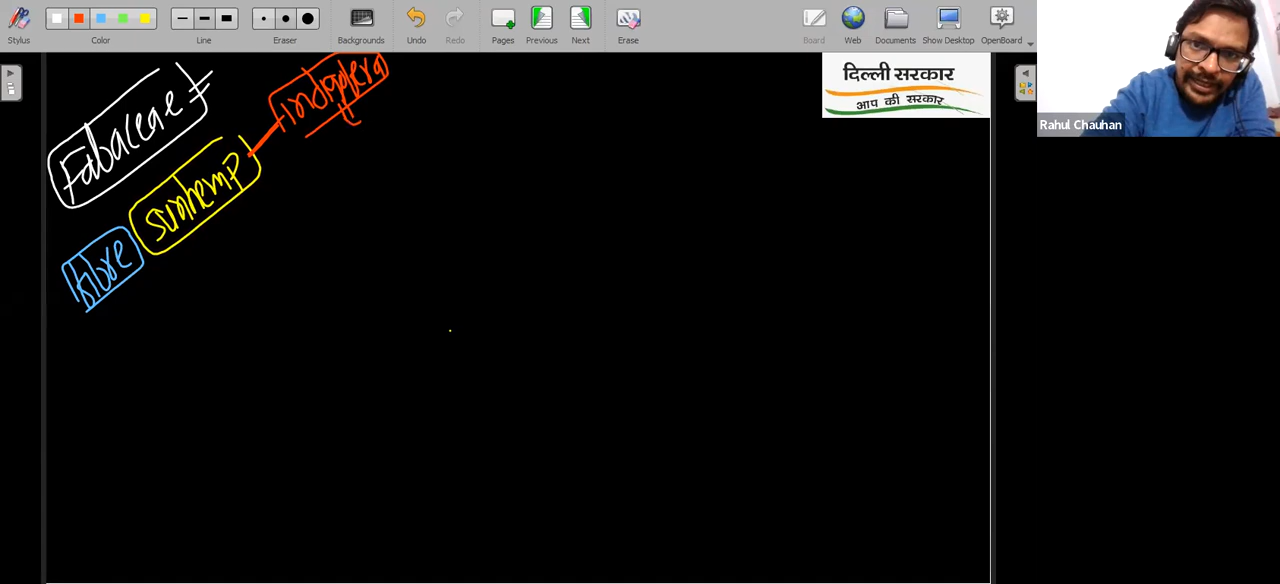 Stylus
Color
Line
Eraser
Backgrounds
Undo
Redo
Pages
Previous
Next
Erase
Board
Web
Documents
Show Desktop
OpenBoard
दिल्ली सरकार
आप की सरकार
Rahul Chauhan
Fabaceae
indigofera
sunhemp
fibre